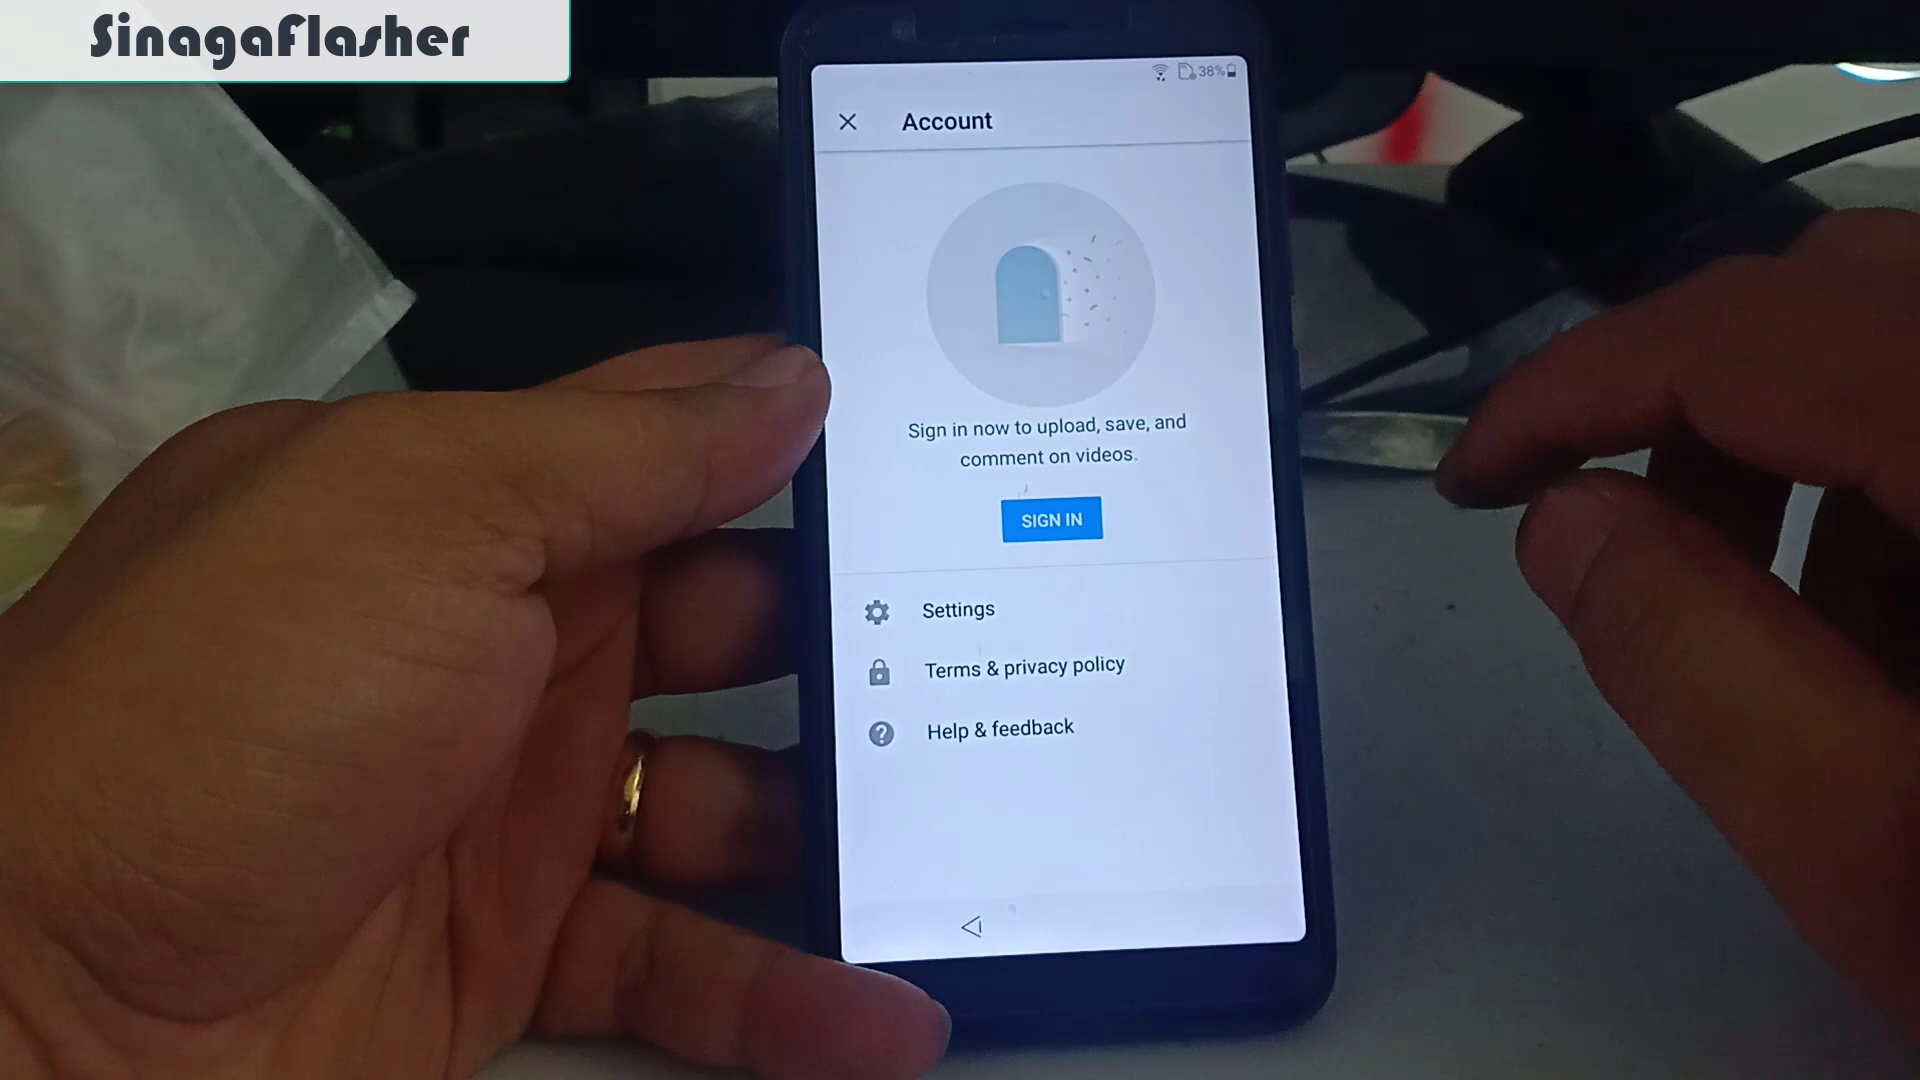 SinagaFlasher
38%
Account
Sign in now to upload, save, and
comment on videos.
SIGN IN
Settings
Terms & privacy policy
Help & feedback